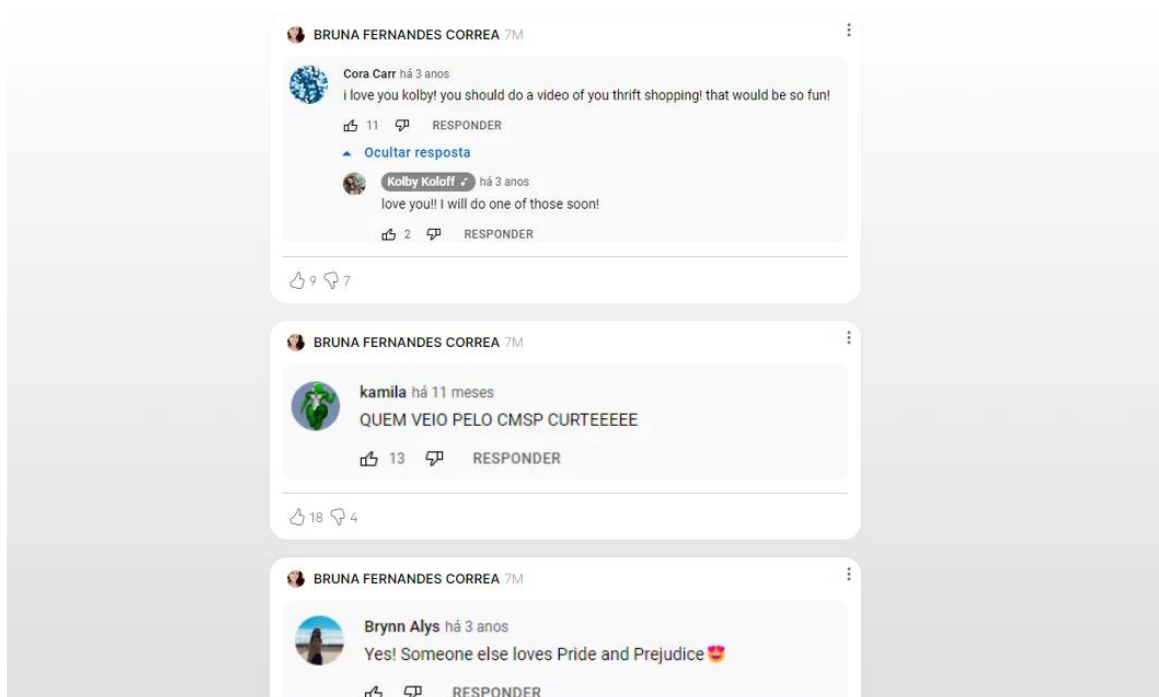 BRUNA FERNANDES CORREA 7M
Cora Carr há 3 anos
i love you kolby! you should do a video of you thrift shopping! that would be so fun!
11 RESPONDER
Ocultar resposta
Kolby Koloff há 3 anos
love you!! I will do one of those soon!
2 RESPONDER
9 7
BRUNA FERNANDES CORREA 7M
kamila há 11 meses
QUEM VEIO PELO CMSP CURTEEEEE
13 RESPONDER
18 4
BRUNA FERNANDES CORREA 7M
Brynn Alys há 3 anos
Yes! Someone else loves Pride and Prejudice😍
RESPONDER